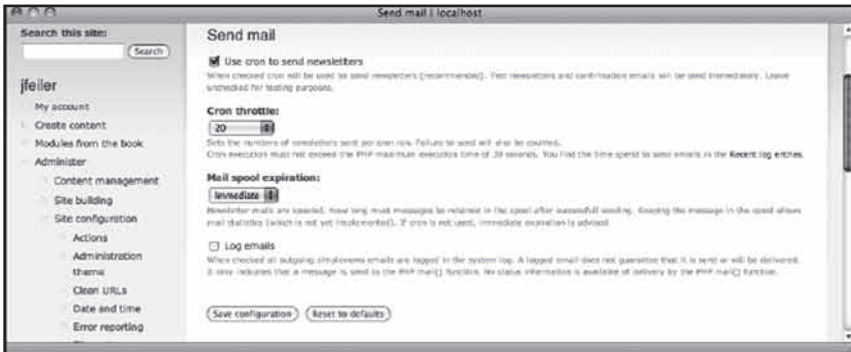 Send mail | localhost
Search this site:
Search
jfeiler
My account
Create content
Modules from the book
Administer
Content management
Site building
Site configuration
Actions
Administration
theme
Clean URLs
Date and time
Error reporting
Send mail
Use cron to send newsletters
When checked cron will be used to send newsletters (recommended). Test newsletters and confirmation emails will be send immediately. Leave
unchecked for testing purposes.
Cron throttle:
20
Sets the numbers of newsletters sent per cron run. Failure to send will also be counted.
Cron execution must not exceed the PHP maximum execution time of 30 seconds. You find the time spend to send emails in the Recent log entries.
Mail spool expiration:
Immediate
Newsletter mails are spooled. How long must messages be retained in the spool after successfull sending. Keeping the message in the spool allows
mail statistics (which is not yet implemented). If cron is not used, immediate expiration is advised
Log emails
When checked all outgoing simplenews emails are logged in the system log. A logged email does not guarantee that it is send or will be delivered.
It only indicates that a message is send to the PHP mail() function. No status information is available of delivery by the PHP mail() function.
Save configuration
Reset to defaults